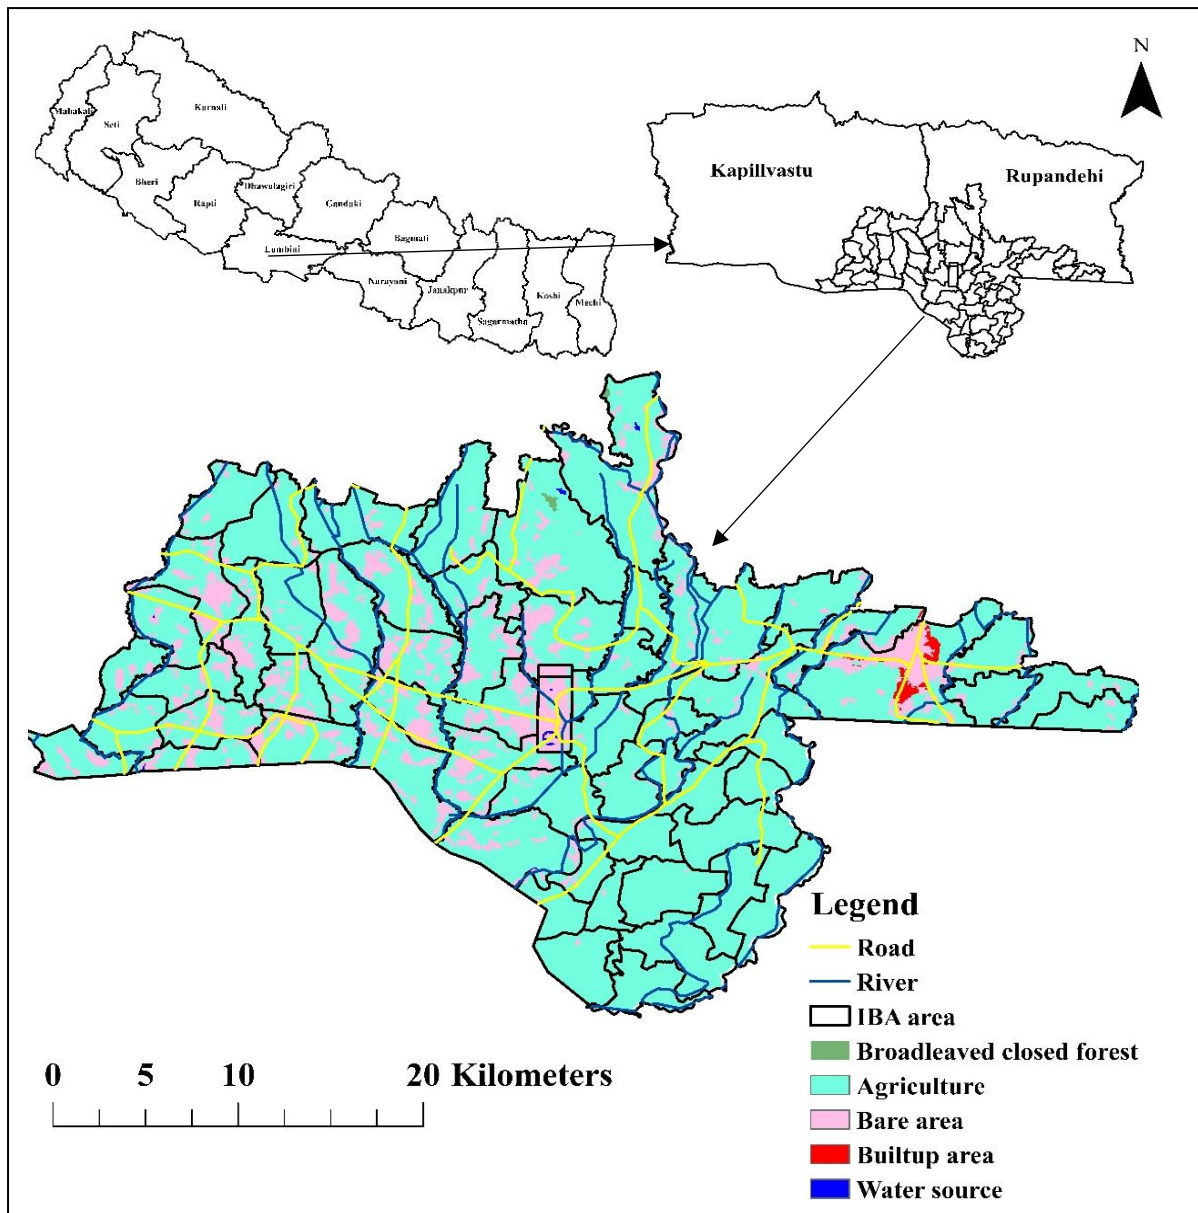 N
Mahakali
Seti
Karnali
Bheri
Rapti
Dhawalagiri
Ganduki
Lumbini
Bagmati
Narayani
Janakpur
Sagarmatha
Koshi
Mechi
Kapillvastu
Rupandehi
Legend
Road
River
IBA area
Broadleaved closed forest
Agriculture
Bare area
Builtup area
Water source
0 5 10 20 Kilometers